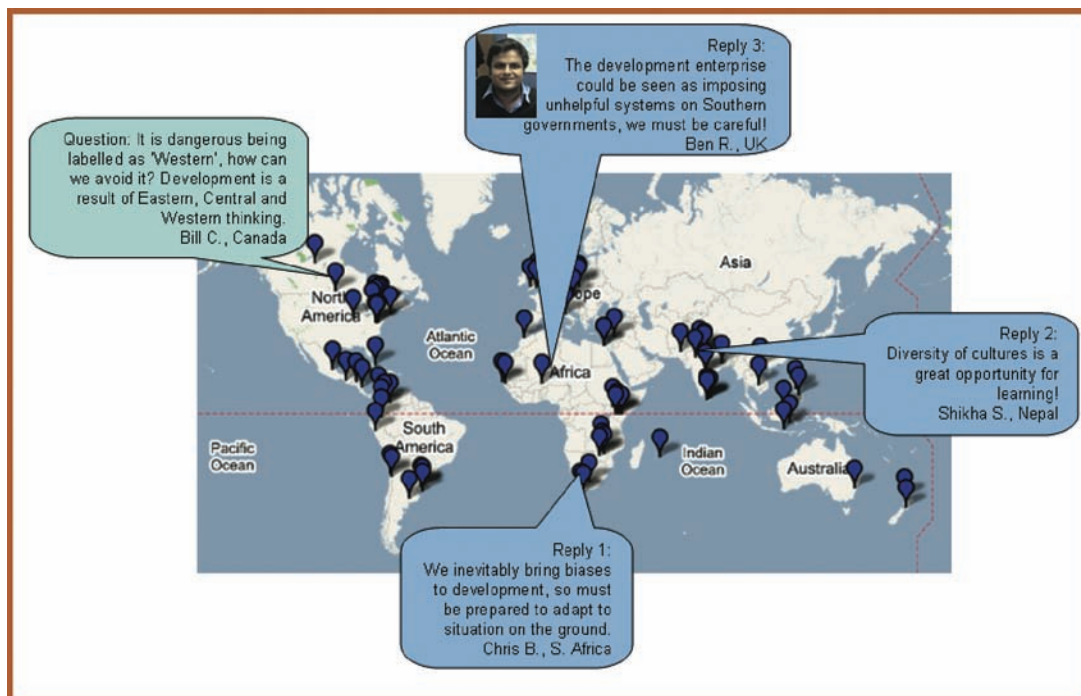 Reply 3:
The development enterprise
could be seen as imposing
unhelpful systems on Southern
governments, we must be careful!
Ben R., UK
Question: It is dangerous being
labelled as 'Western', how can
we avoid it? Development is a
result of Eastern, Central and
Western thinking.
Bill C., Canada
Asia
North
America
Atlantic
Ocean
Africa
Reply 2:
Diversity of cultures is a
great opportunity for
learning!
Shikha S., Nepal
South
America
Pacific
Ocean
Indian
Ocean
Australia
Reply 1:
We inevitably bring biases
to development, so must
be prepared to adapt to
situation on the ground.
Chris B., S. Africa